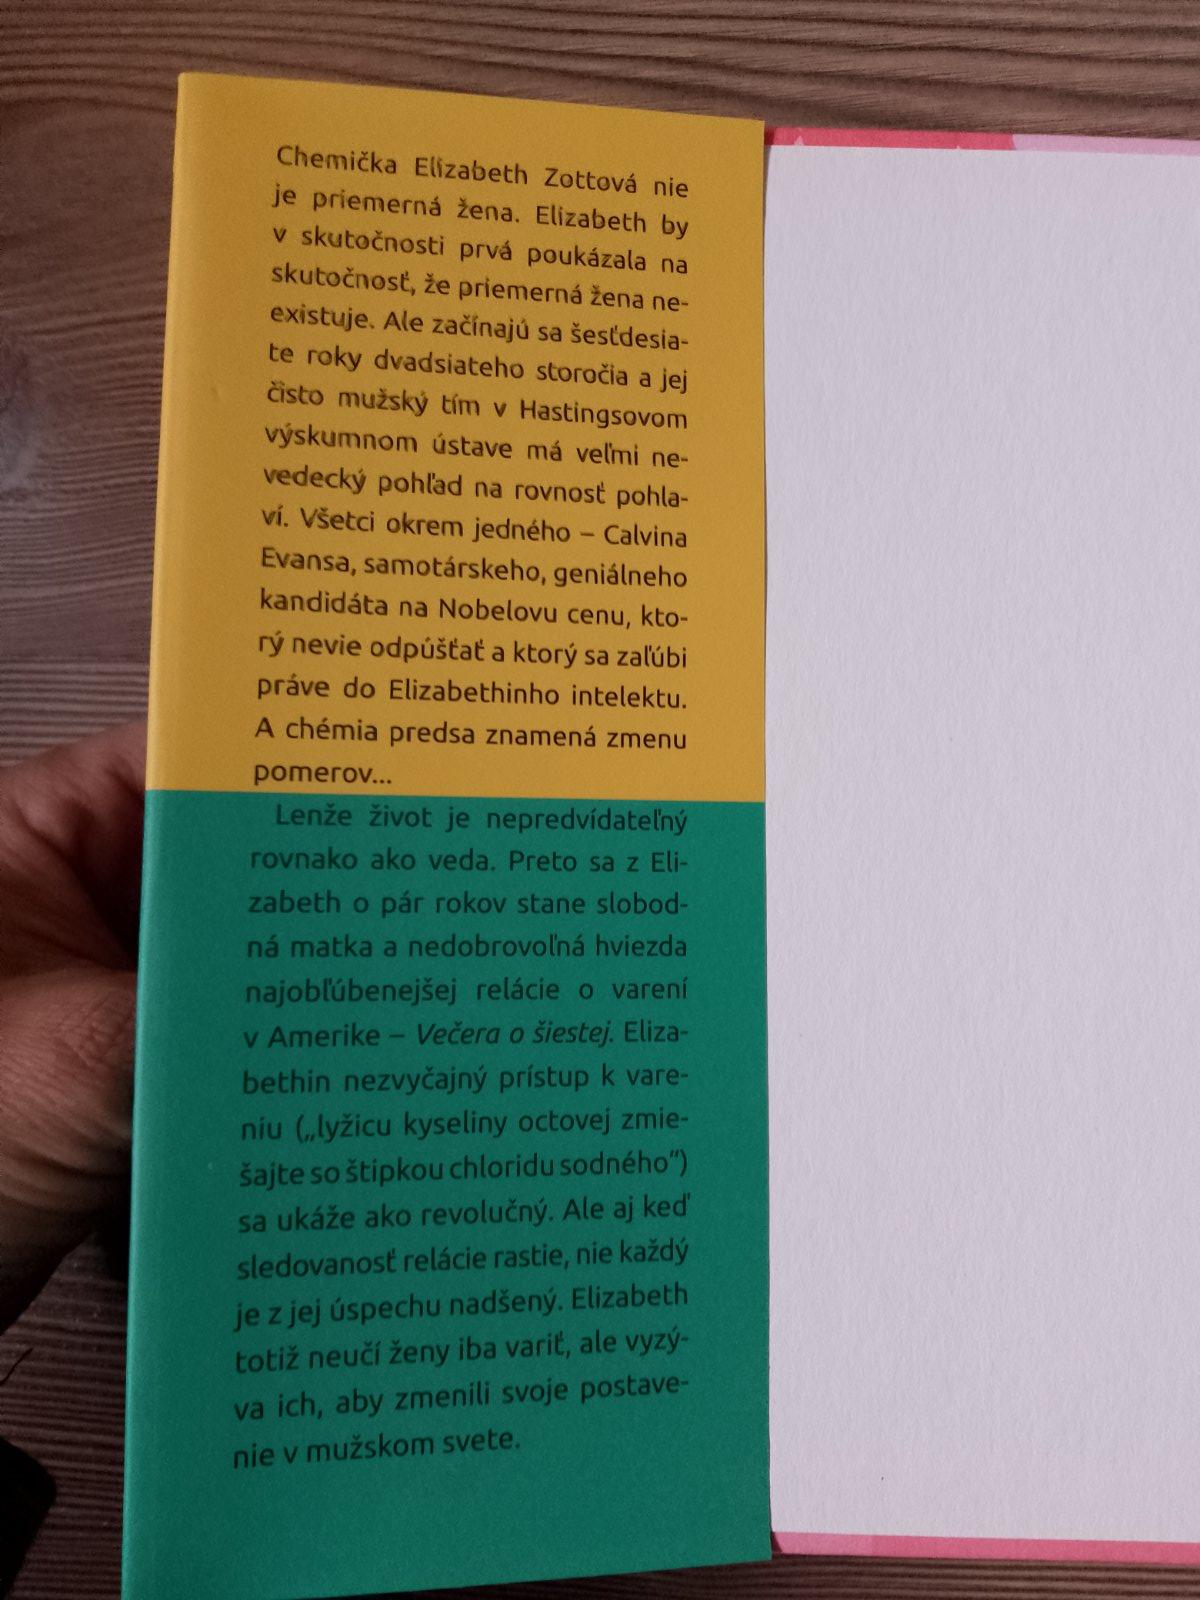 Chemička Elizabeth Zottová nie
je priemerná žena. Elizabeth by
v skutočnosti prvá poukázala na
skutočnosť, že priemerná žena ne-
existuje. Ale začínajú sa šesťdesia-
te roky dvadsiateho storočia a jej
čisto mužský tím v Hastingsovom
výskumnom ústave má veľmi ne-
vedecký pohľad na rovnosť pohla-
ví. Všetci okrem jedného – Calvina
Evansa, samotárskeho, geniálneho
kandidáta na Nobelovu cenu, kto-
rý nevie odpúšťať a ktorý sa zaľúbi
práve do Elizabethinho intelektu.
A chémia predsa znamená zmenu
pomerov...
Lenže život je nepredvídateľný
rovnako ako veda. Preto sa z Eli-
zabeth o pár rokov stane slobod-
ná matka a nedobrovoľná hviezda
najobľúbenejšej relácie o varení
v Amerike – Večera o šiestej. Eliza-
bethin nezvyčajný prístup k vare-
niu („lyžicu kyseliny octovej zmie-
šajte so štipkou chloridu sodného“)
sa ukáže ako revolučný. Ale aj keď
sledovanosť relácie rastie, nie každý
je z jej úspechu nadšený. Elizabeth
totiž neučí ženy iba variť, ale vyzý-
va ich, aby zmenili svoje postave-
nie v mužskom svete.